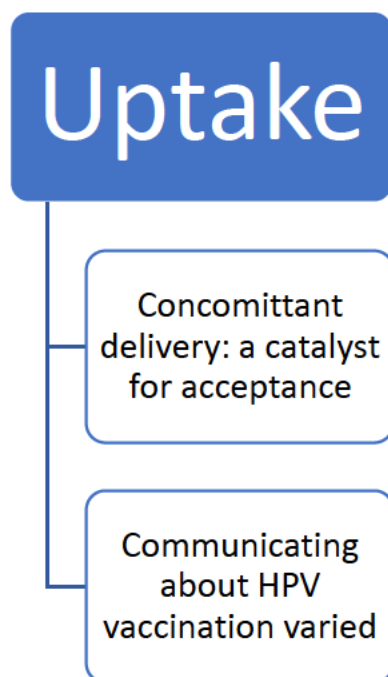 Uptake
Concomittant
delivery: a catalyst
for acceptance
Communicating
about HPV
vaccination varied